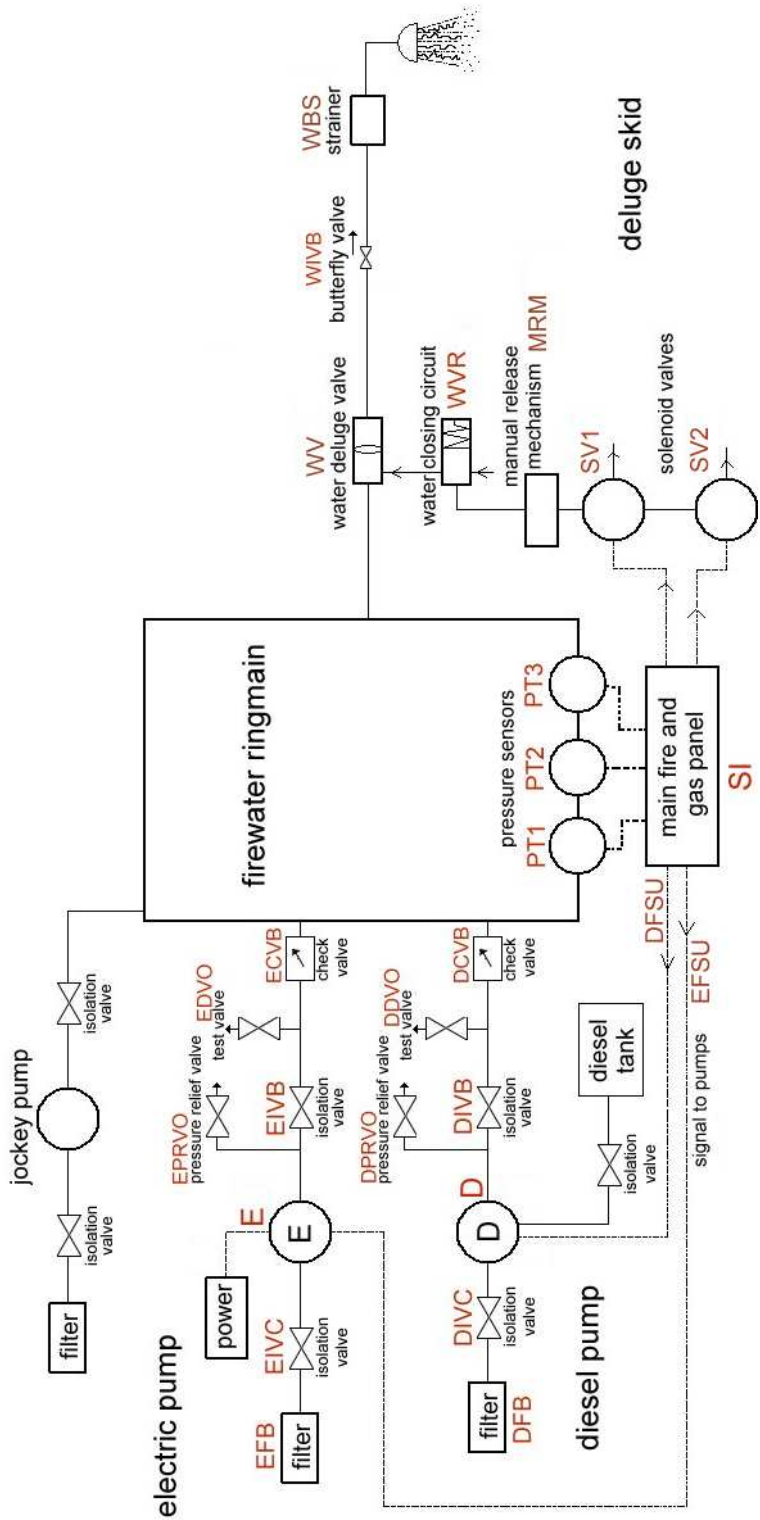 jockey pump
filter
isolation
valve
isolation
valve
electric pump
EFB
filter
EIVC
isolation
valve
power
E
E
EPRVO
pressure relief valve
EIVB
isolation
valve
EDVO
test valve
ECVB
check
valve
diesel pump
filter
DFB
DIVC
isolation
valve
D
D
DPRVO
pressure relief valve
DIVB
isolation
valve
DDVO
test valve
DCVB
check
valve
isolation
valve
diesel
tank
signal to pumps
DFSU
EFSU
firewater ringmain
pressure sensors
PT1
PT2
PT3
main fire and
gas panel
SI
WV
water deluge valve
WIVB
butterfly valve
WBS
strainer
water closing circuit
WVR
manual release
mechanism MRM
SV1
solenoid valves
SV2
deluge skid